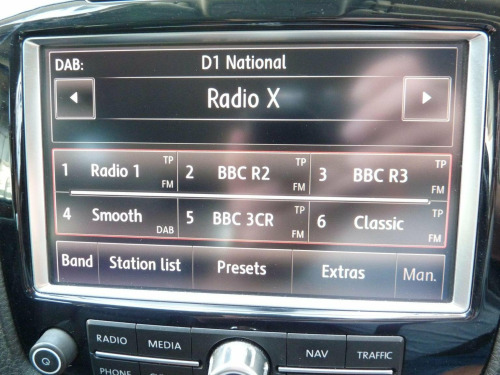 DAB: D1 National
Radio X
1 Radio 1 TP FM 2 BBC R2 TP FM 3 BBC R3 TP FM
4 Smooth DAB 5 BBC 3CR TP FM 6 Classic TP FM
Band Station list Presets Extras Man.
RADIO MEDIA NAV TRAFFIC
PHONE